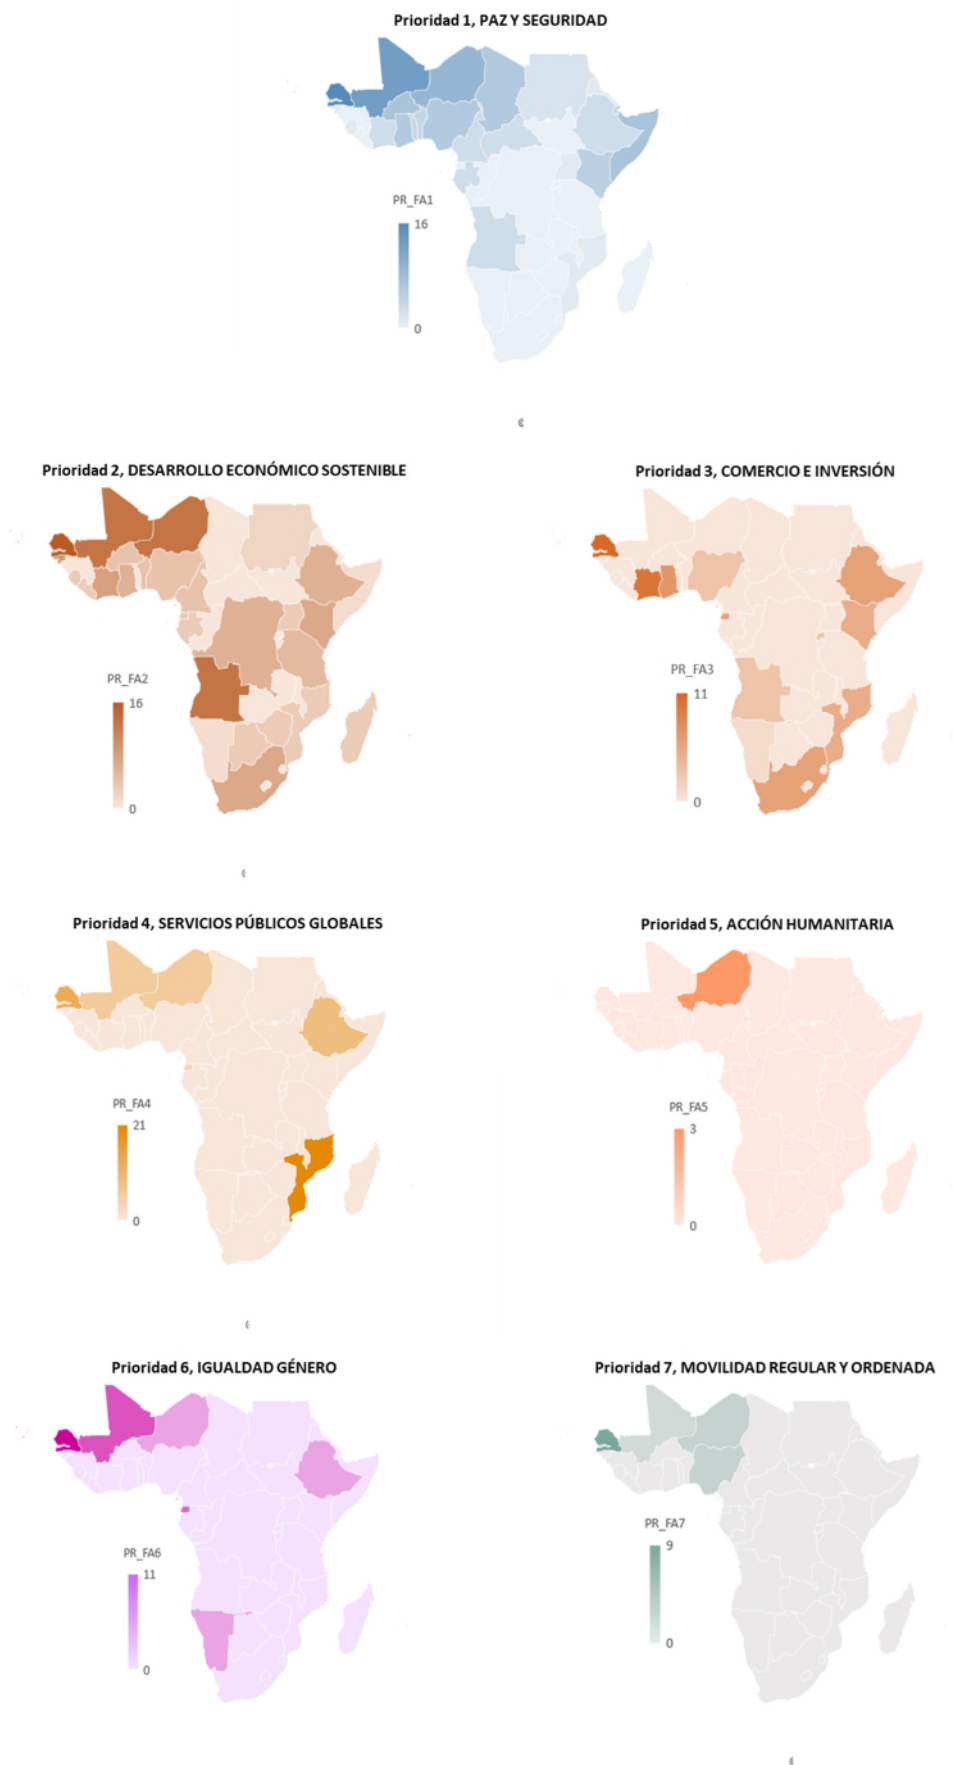 Prioridad 1, PAZ Y SEGURIDAD
PR_FA1
16
0
Prioridad 2, DESARROLLO ECONÓMICO SOSTENIBLE
Prioridad 3, COMERCIO E INVERSIÓN
PR_FA2
16
0
PR_FA3
11
0
Prioridad 4, SERVICIOS PÚBLICOS GLOBALES
Prioridad 5, ACCIÓN HUMANITARIA
PR_FA4
21
0
PR_FA5
3
0
Prioridad 6, IGUALDAD GÉNERO
Prioridad 7, MOVILIDAD REGULAR Y ORDENADA
PR_FA6
11
0
PR_FA7
9
0